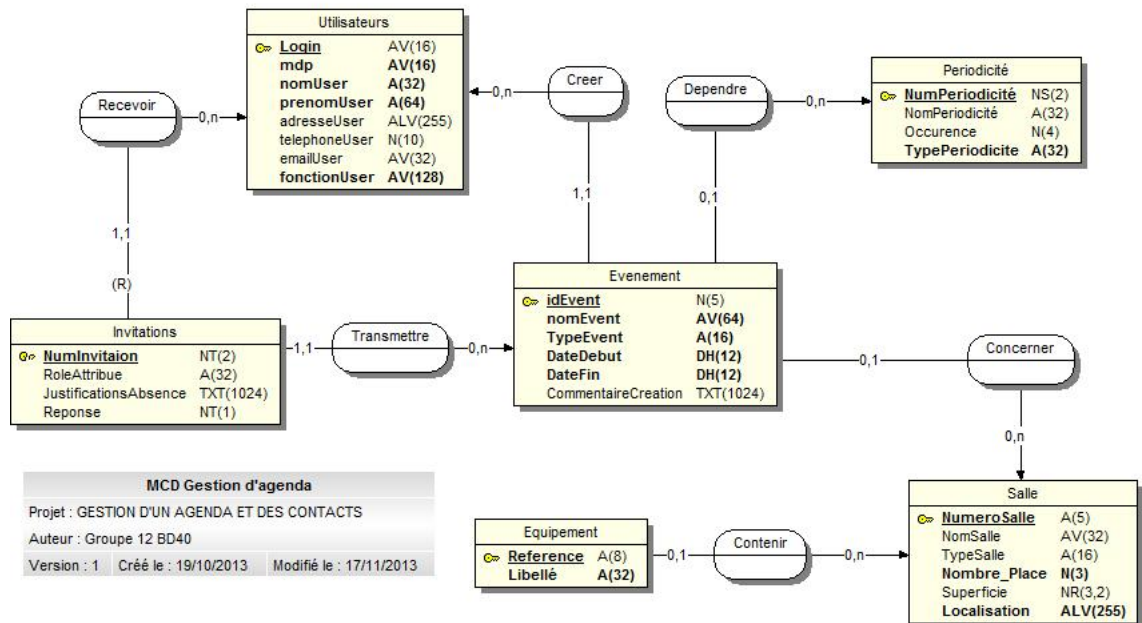 Utilisateurs
Login AV(16)
mdp AV(16)
nomUser A(32)
prenomUser A(64)
adresseUser ALV(255)
telephoneUser N(10)
emailUser AV(32)
fonctionUser AV(128)
Recevoir
0,n
1,1
(R)
Creer
0,n
1,1
Dependre
0,n
0,1
Periodicité
NumPeriodicité NS(2)
NomPeriodicité A(32)
Occurence N(4)
TypePeriodicite A(32)
Invitations
NumInvitaion NT(2)
RoleAttribue A(32)
JustificationsAbsence TXT(1024)
Reponse NT(1)
1,1
Transmettre
0,n
Evenement
idEvent N(5)
nomEvent AV(64)
TypeEvent A(16)
DateDebut DH(12)
DateFin DH(12)
CommentaireCreation TXT(1024)
0,1
Concerner
0,n
MCD Gestion d'agenda
Projet : GESTION D'UN AGENDA ET DES CONTACTS
Auteur : Groupe 12 BD40
Version : 1 Créé le : 19/10/2013 Modifié le : 17/11/2013
Equipement
Reference A(8)
Libellé A(32)
0,1
Contenir
0,n
Salle
NumeroSalle A(5)
NomSalle AV(32)
TypeSalle A(16)
Nombre_Place N(3)
Superficie NR(3,2)
Localisation ALV(255)